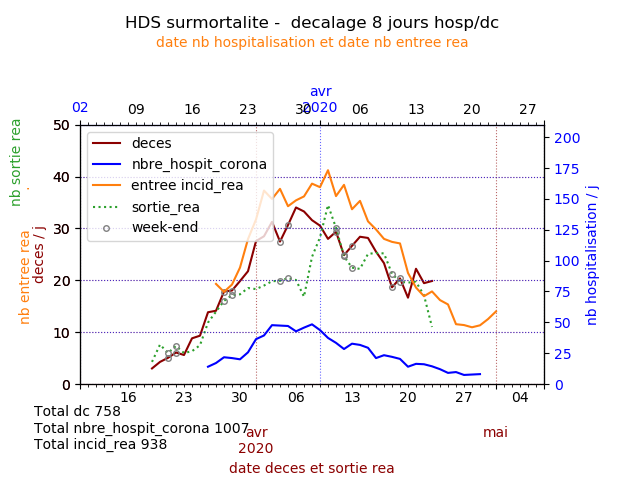 HDS surmortalite -  decalage 8 jours hosp/dc
date nb hospitalisation et date nb entree rea
avr
02 09 16 23 30 2020 06 13 20 27
50 40 30 20 10 0
nb sortie rea
nb entree rea
deces / j
deces
nbre_hospit_corona
entree incid_rea
sortie_rea
week-end
200 175 150 125 100 75 50 25 0
nb hospitalisation / j
16 23 30 06 13 20 27 04
Total dc 758
Total nbre_hospit_corona 1007
Total incid_rea 938
avr mai
2020
date deces et sortie rea